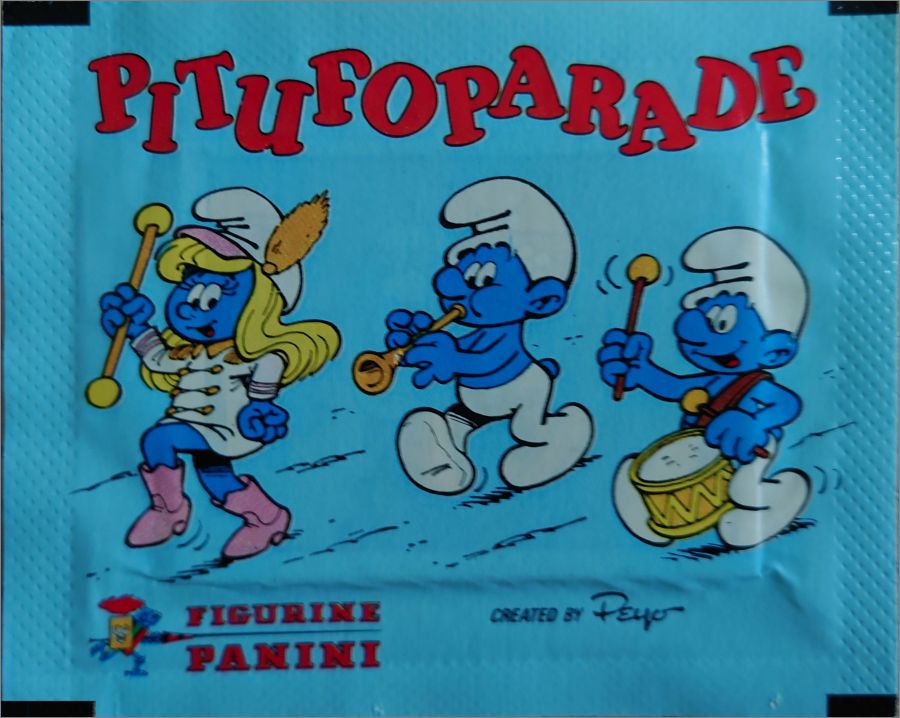 PITUFOPARADE
FIGURINE
PANINI
CREATED BY Peyo